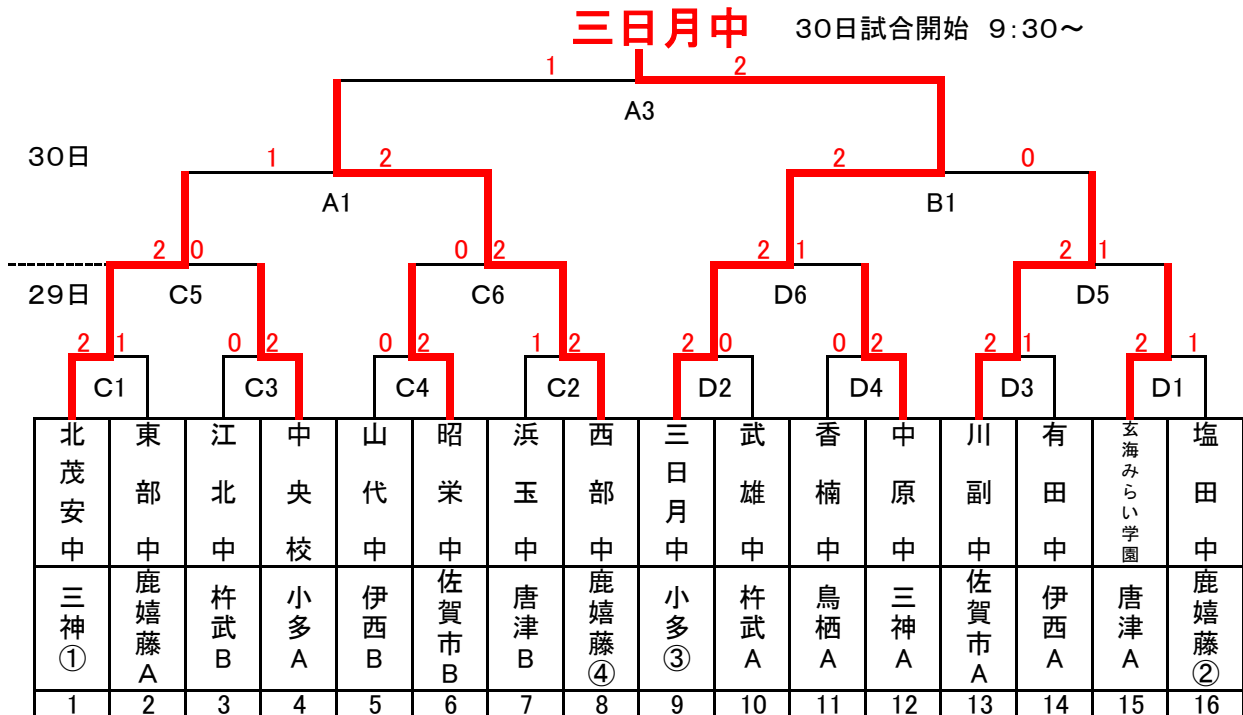 三日月中 30日試合開始 9:30～
1 2
A3
30日 1 2 2 0
A1 B1
2 0 0 2 2 1 2 1
29日 C5 C6 D6 D5
2 1 0 2 0 2 1 2 2 0 0 2 2 1 2 1
C1 C3 C4 C2 D2 D4 D3 D1
北茂安中
東部中
江北中
中央校
山代中
昭栄中
浜玉中
西部中
三日月中
武雄中
香楠中
中原中
川副中
有田中
玄海みらい学園
塩田中
三神①
鹿嬉藤A
杵武B
小多A
伊西B
佐賀市B
唐津B
鹿嬉藤④
小多③
杵武A
鳥栖A
三神A
佐賀市A
伊西A
唐津A
鹿嬉藤②
1 2 3 4 5 6 7 8 9 10 11 12 13 14 15 16